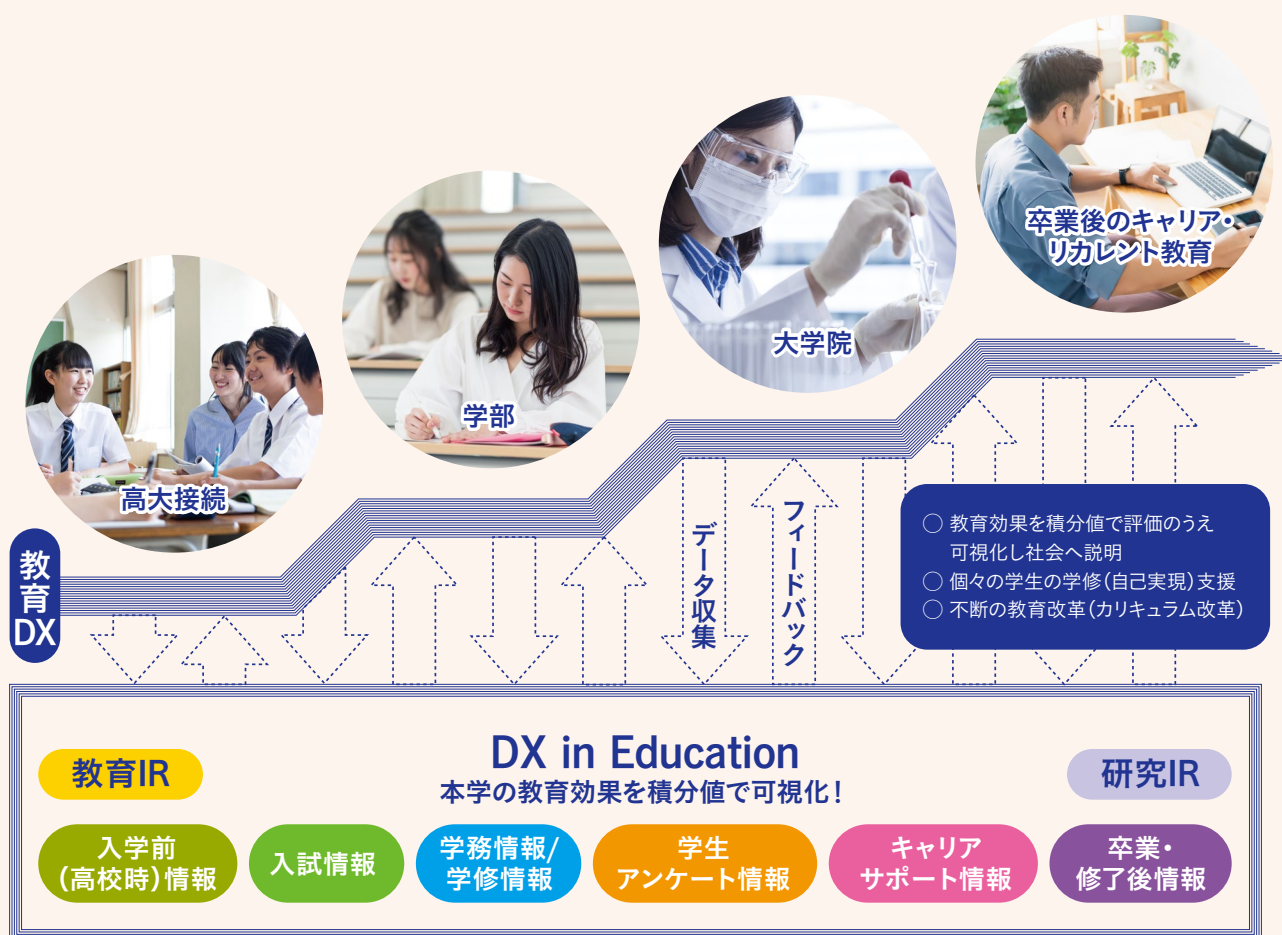 卒業後のキャリア・
リカレント教育
大学院
学部
高大接続
教育DX
データ収集
フィードバック
○ 教育効果を積分値で評価のうえ
可視化し社会へ説明
○ 個々の学生の学修(自己実現)支援
○ 不断の教育改革(カリキュラム改革)
教育IR
DX in Education
本学の教育効果を積分値で可視化!
研究IR
入学前
(高校時)情報
入試情報
学務情報/
学修情報
学生
アンケート情報
キャリア
サポート情報
卒業・
修了後情報